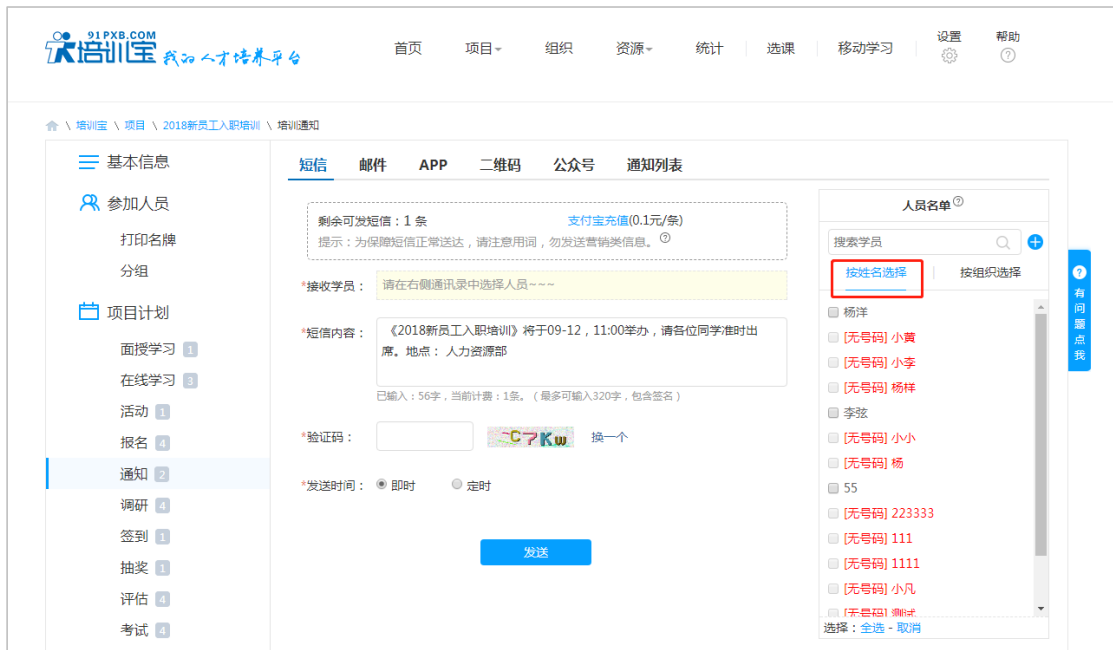 91PXB.COM
培训宝 我的人才培养平台
首页 项目 组织 资源 统计 选课 移动学习 设置 帮助
\ 培训宝 \ 项目 \ 2018新员工入职培训 \ 培训通知
基本信息
参加人员
打印名牌
分组
项目计划
面授学习 1
在线学习 3
活动 1
报名 4
通知 2
调研 4
签到 1
抽奖 1
评估 4
考试 4
短信 邮件 APP 二维码 公众号 通知列表
剩余可发短信：1 条 支付宝充值(0.1元/条)
提示：为保障短信正常送达，请注意用词，勿发送营销类信息。
*接收学员： 请在右侧通讯录中选择人员~~~
*短信内容： 《2018新员工入职培训》将于09-12，11:00举办，请各位同学准时出
席。地点： 人力资源部
已输入：56字，当前计费：1条。（最多可输入320字，包含签名）
*验证码： C7Kw 换一个
*发送时间： 即时 定时
发送
人员名单
搜索学员
按姓名选择 按组织选择
杨洋
[无号码] 小黄
[无号码] 小李
[无号码] 杨样
李弦
[无号码] 小小
[无号码] 杨
55
[无号码] 223333
[无号码] 111
[无号码] 1111
[无号码] 小凡
[无号码] 测试
选择：全选 - 取消
有问题点我